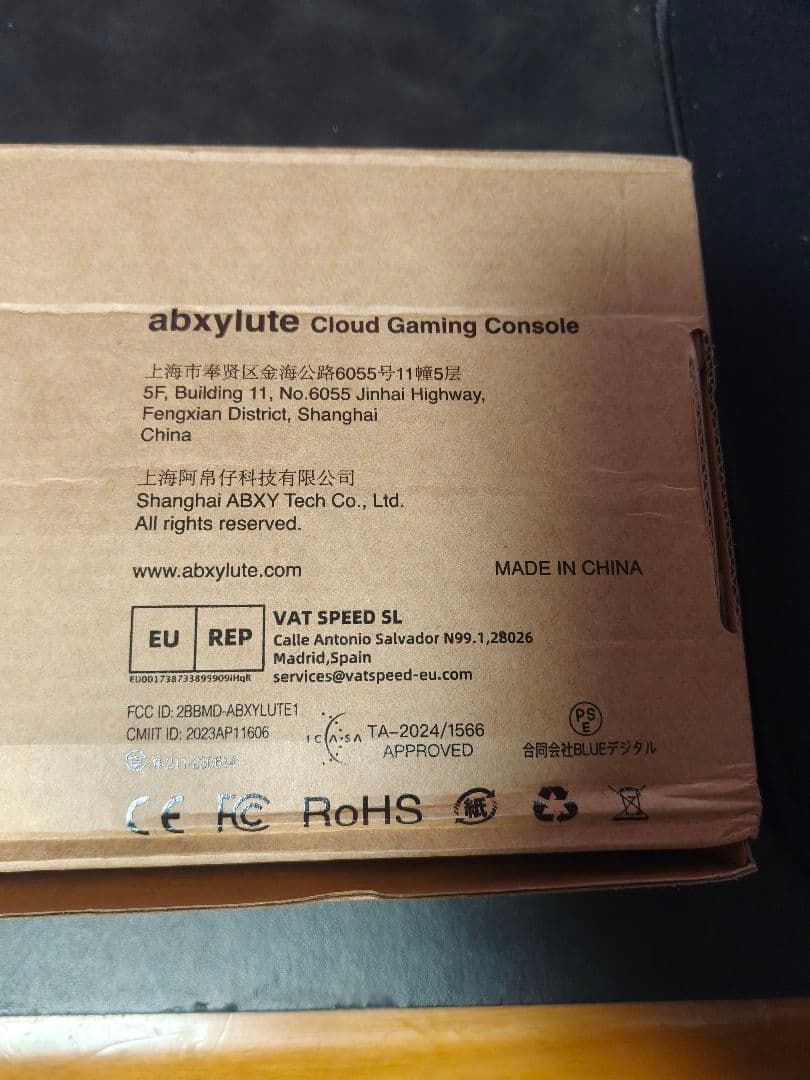 abxylute Cloud Gaming Console
上海市奉贤区金海公路6055号11幢5层
5F, Building 11, No.6055 Jinhai Highway,
Fengxian District, Shanghai
China
上海阿帛仔科技有限公司
Shanghai ABXY Tech Co., Ltd.
All rights reserved.
www.abxylute.com
MADE IN CHINA
EU REP
VAT SPEED SL
Calle Antonio Salvador N99.1,28026
Madrid,Spain
services@vatspeed-eu.com
FCC ID: 2BBMD-ABXYLUTE1
CMIIT ID: 2023AP11606
ICASA TA-2024/1566
APPROVED
PSE
合同会社BLUEデジタル
CE FC RoHS 紙